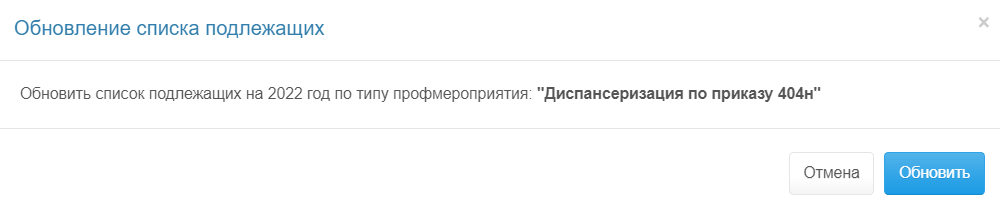 Обновление списка подлежащих
×
Обновить список подлежащих на 2022 год по типу профмероприятия: "Диспансеризация по приказу 404н"
Отмена
Обновить